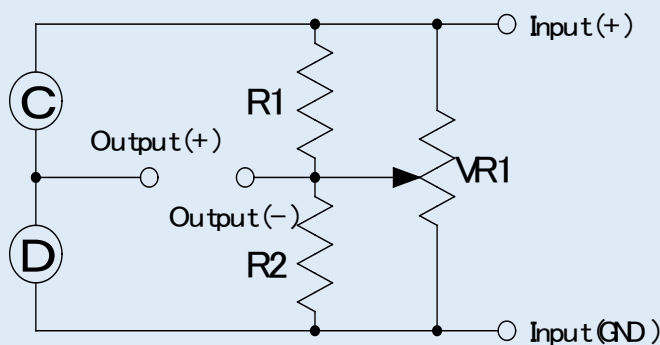 Input(+)
C
R1
Output(+)
VR1
Output(-)
D
R2
Input(GND)